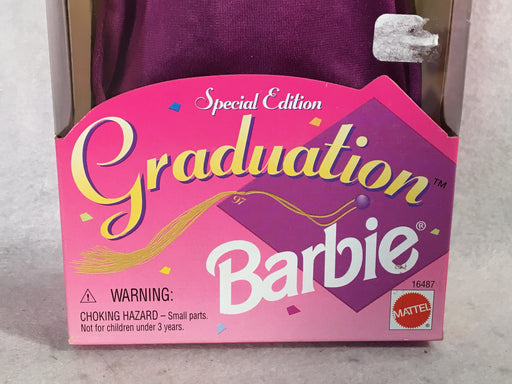 Special Edition
Graduation™
97
Barbie®
16487
⚠ WARNING:
CHOKING HAZARD – Small parts.
Not for children under 3 years.
MATTEL